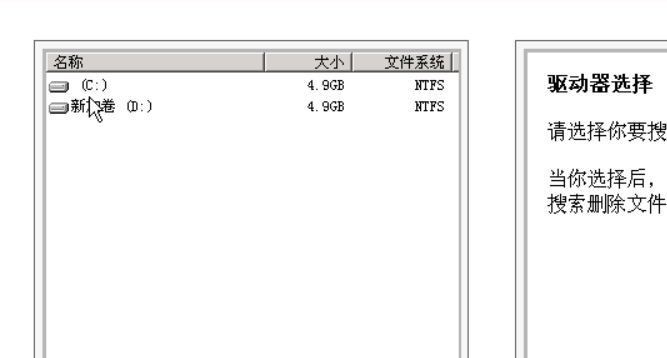 名称 大小 文件系统
(C:) 4.9GB NTFS
新加卷 (D:) 4.9GB NTFS
驱动器选择
请选择你要搜
当你选择后，
搜索删除文件